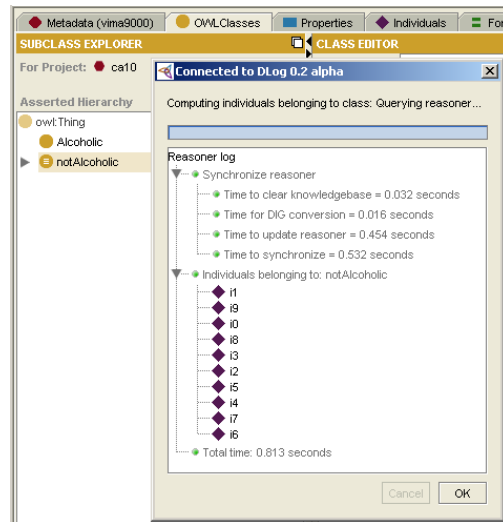 Metadata (vima9000)
OWLClasses
Properties
Individuals
For
SUBCLASS EXPLORER
CLASS EDITOR
For Project: ca10
Connected to DLog 0.2 alpha
Computing individuals belonging to class: Querying reasoner...
Asserted Hierarchy
owl:Thing
Alcoholic
notAlcoholic
Reasoner log
Synchronize reasoner
Time to clear knowledgebase = 0.032 seconds
Time for DIG conversion = 0.016 seconds
Time to update reasoner = 0.454 seconds
Time to synchronize = 0.532 seconds
Individuals belonging to: notAlcoholic
i1
i9
i0
i8
i3
i2
i5
i4
i7
i6
Total time: 0.813 seconds
Cancel
OK